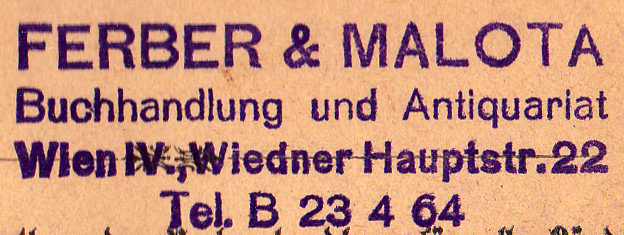 FERBER & MALOTA
Buchhandlung und Antiquariat
Wien IV., Wiedner Hauptstr. 22
Tel. B 23 4 64